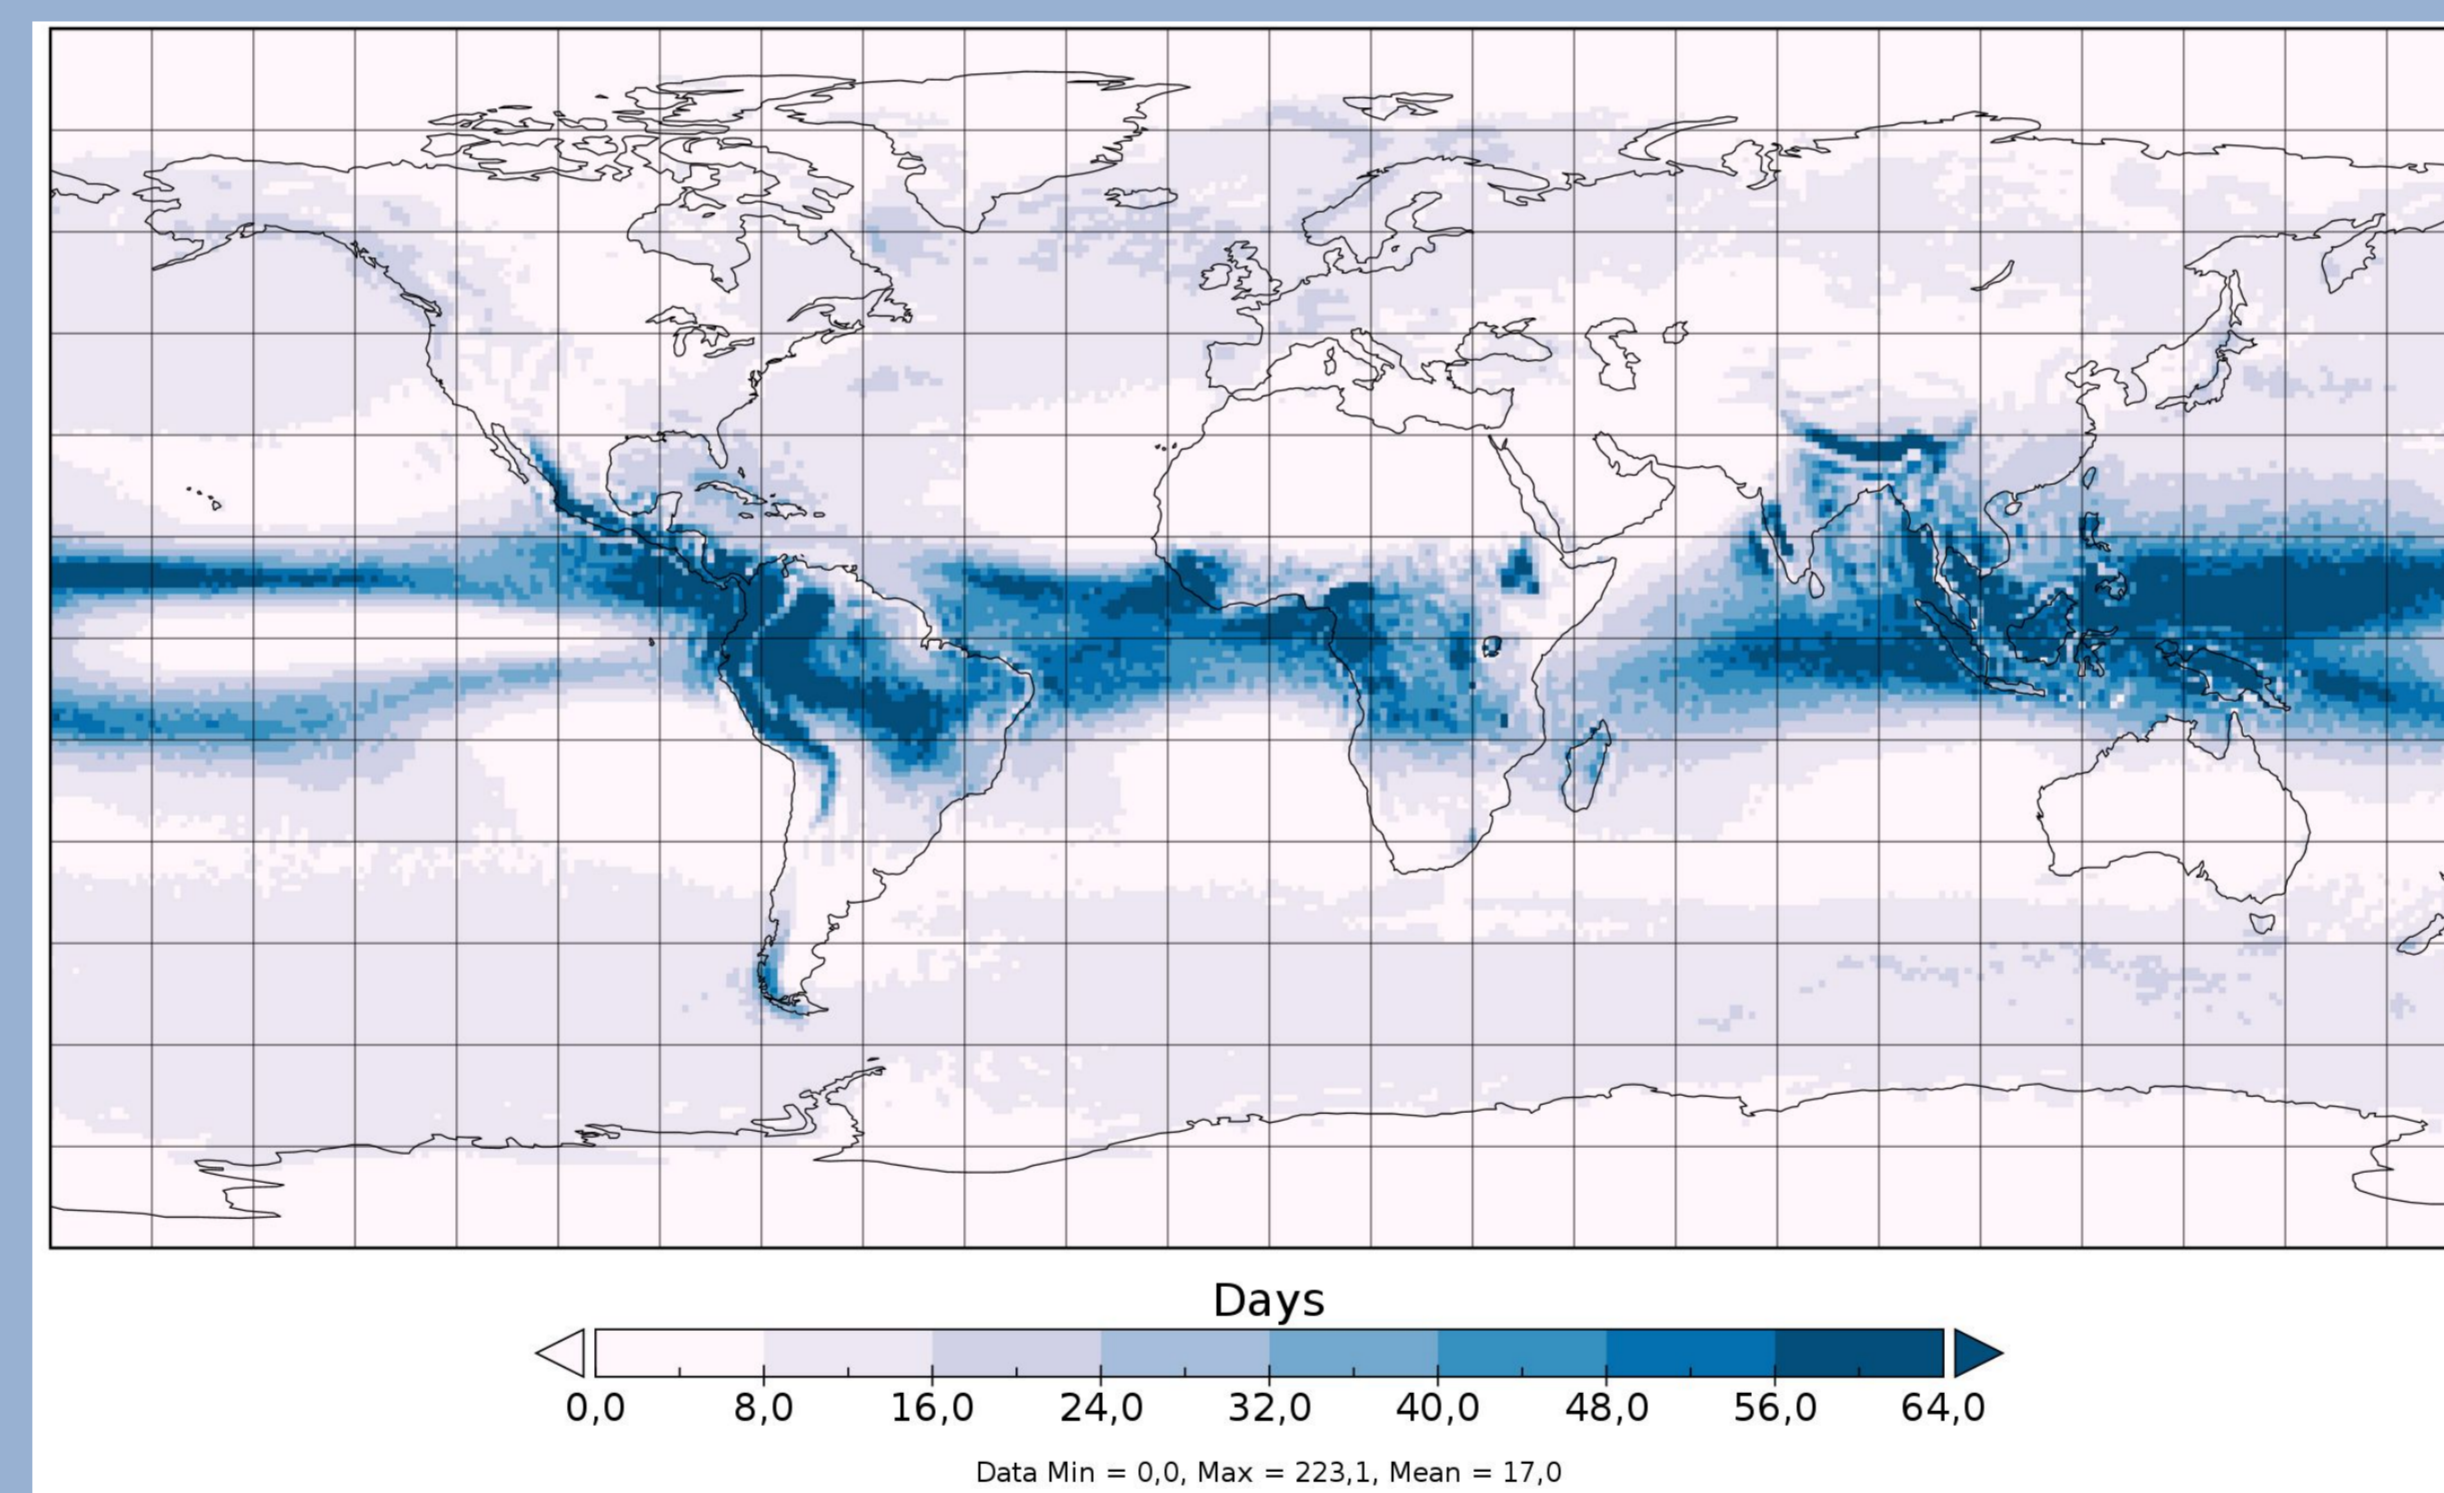 Days
0,0 8,0 16,0 24,0 32,0 40,0 48,0 56,0 64,0
Data Min = 0,0, Max = 223,1, Mean = 17,0